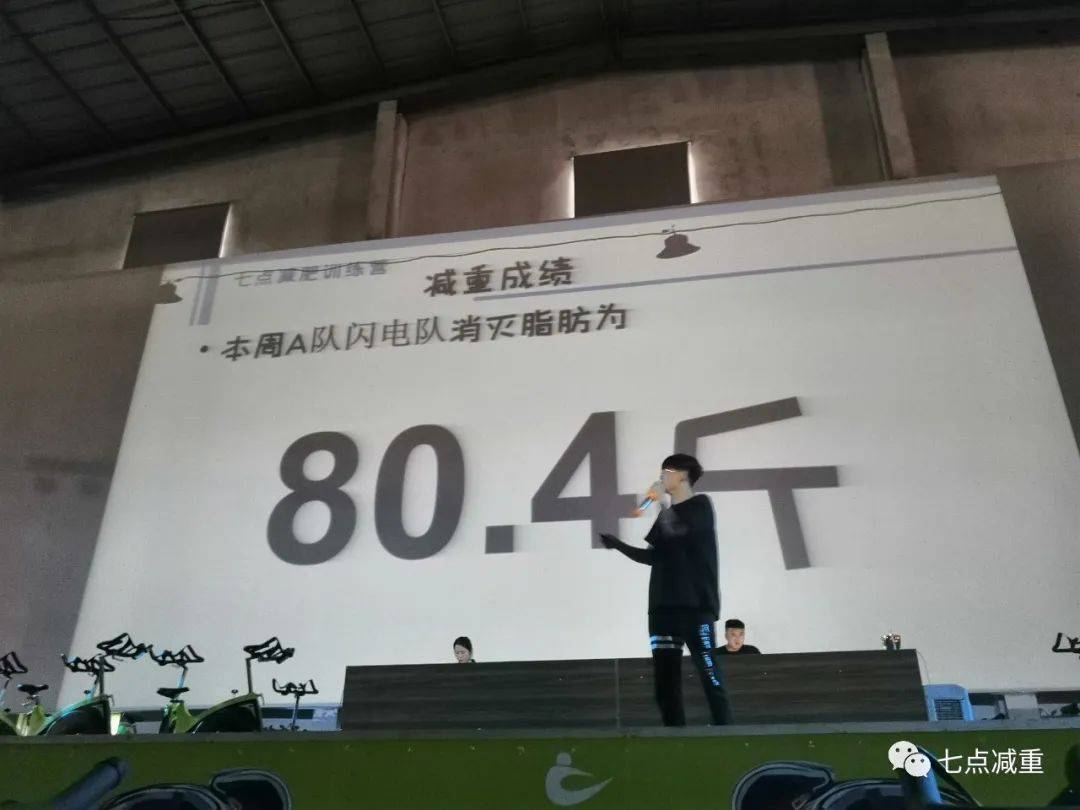 七点减肥训练营
减重成绩
• 本周A队闪电队消灭脂肪为
80.4斤
七点减重